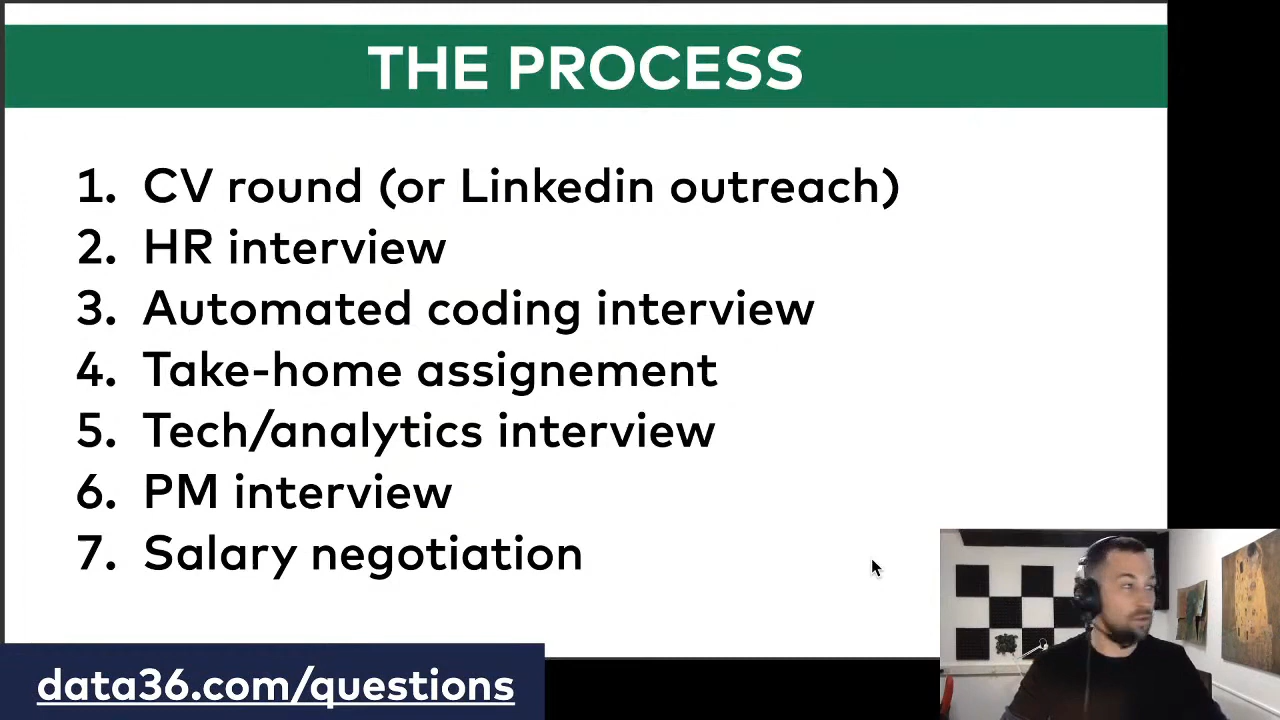 THE PROCESS
1. CV round (or Linkedin outreach)
2. HR interview
3. Automated coding interview
4. Take-home assignement
5. Tech/analytics interview
6. PM interview
7. Salary negotiation
data36.com/questions